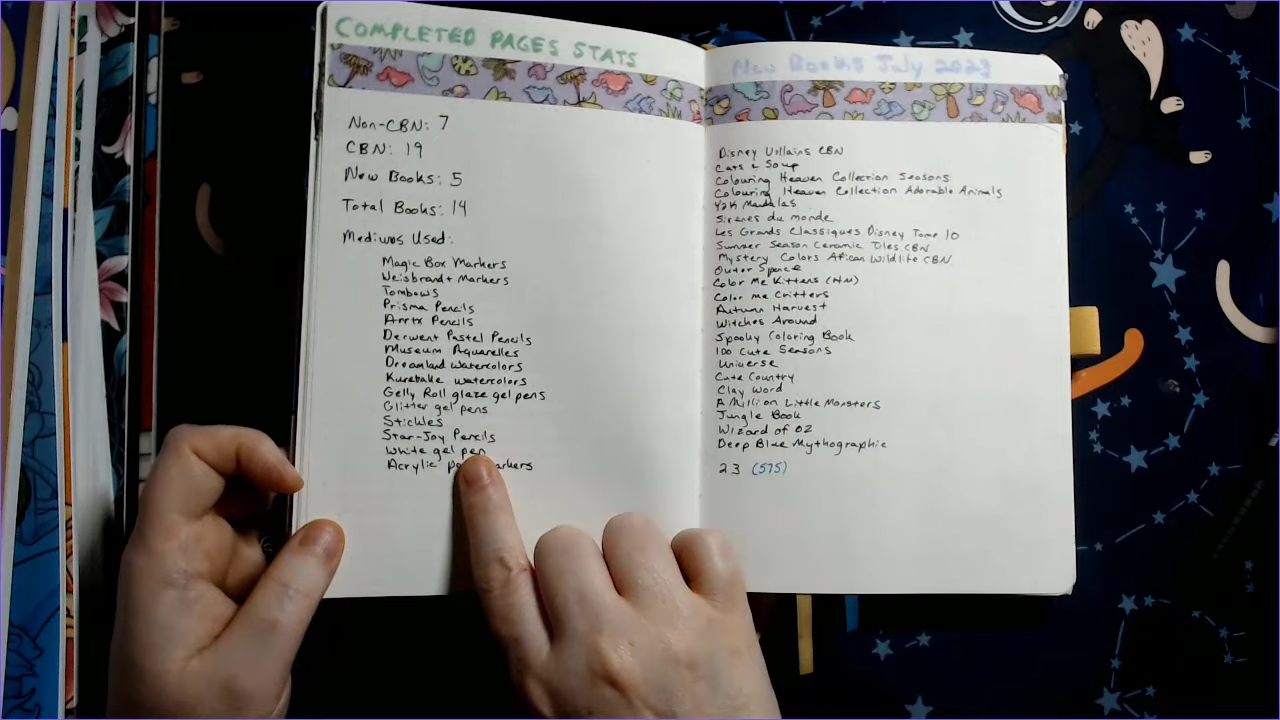 COMPLETED PAGES STATS
Non-CBN: 7
CBN: 19
New Books: 5
Total Books: 14
Mediums Used:
Magic Box Markers
Weisbrandt Markers
Tombows
Prisma Pencils
Arrtx Pencils
Derwent Pastel Pencils
Museum Aquarelles
Dreamland watercolors
Kuretake watercolors
Gelly Roll glaze gel pens
Glitter gel pens
Stickles
Star-Joy Pencils
White gel pen
Acrylic
New Books July 2023
Disney Villains CBN
Cats & Soup
Colouring Heaven Collection Seasons
Colouring Heaven Collection Adorable Animals
Y2K Mandalas
Sirènes du monde
Les Grands Classiques Disney Tome 10
Summer Season Ceramic Tiles CBN
Mystery Colors African Wildlife CBN
Outer Space
Color Me Kittens (NN)
Color me Critters
Autumn Harvest
Witches Around
Spooky Coloring Book
100 Cute Seasons
Universe
Cute Country
Clay Word
A Million Little Monsters
Jungle Book
Wizard of OZ
Deep Blue Mythographic
23 (575)